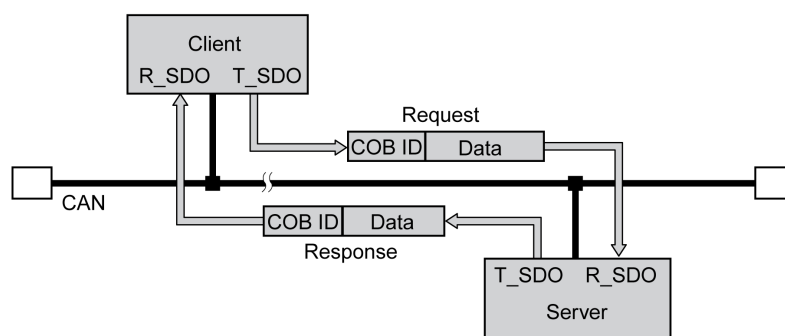 Client
R_SDO T_SDO
Request
COB ID Data
CAN
COB ID Data
Response
T_SDO R_SDO
Server